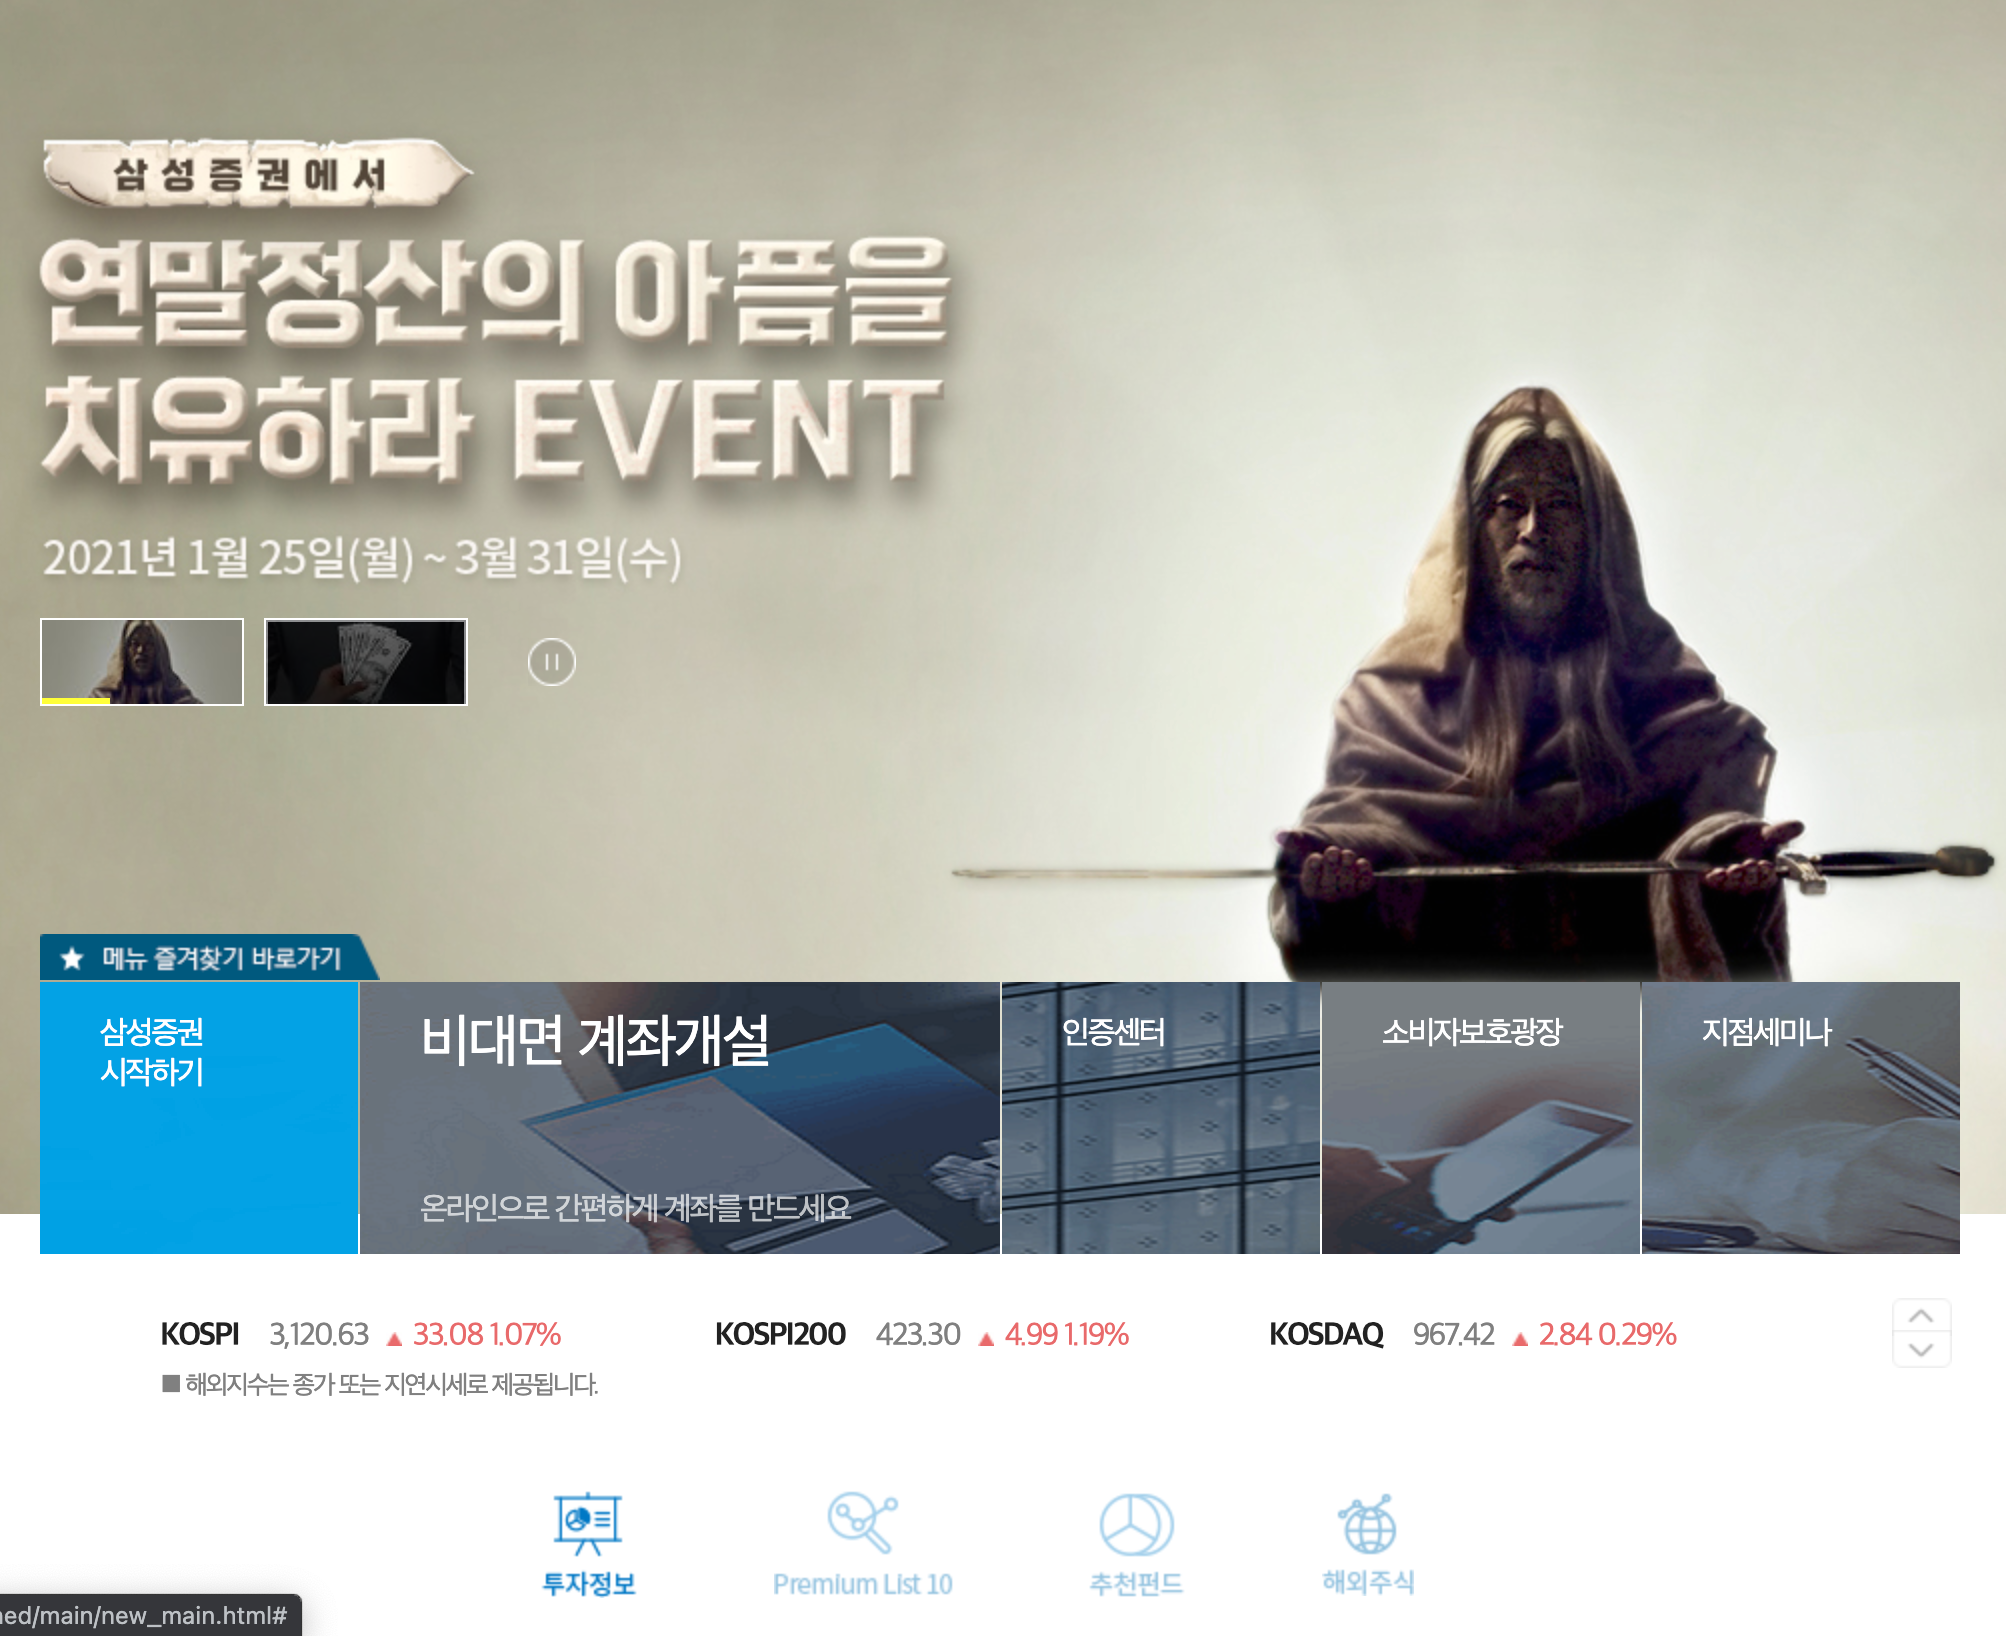 삼성증권에서
연말정산의 아픔을
치유하라 EVENT
2021년 1월 25일(월) ~ 3월 31일(수)
★ 메뉴 즐겨찾기 바로가기
삼성증권
시작하기
비대면 계좌개설
온라인으로 간편하게 계좌를 만드세요
인증센터
소비자보호광장
지점세미나
KOSPI 3,120.63 ▲ 33.08 1.07%
KOSPI200 423.30 ▲ 4.99 1.19%
KOSDAQ 967.42 ▲ 2.84 0.29%
■ 해외지수는 종가 또는 지연시세로 제공됩니다.
투자정보
Premium List 10
추천펀드
해외주식
ned/main/new_main.html#